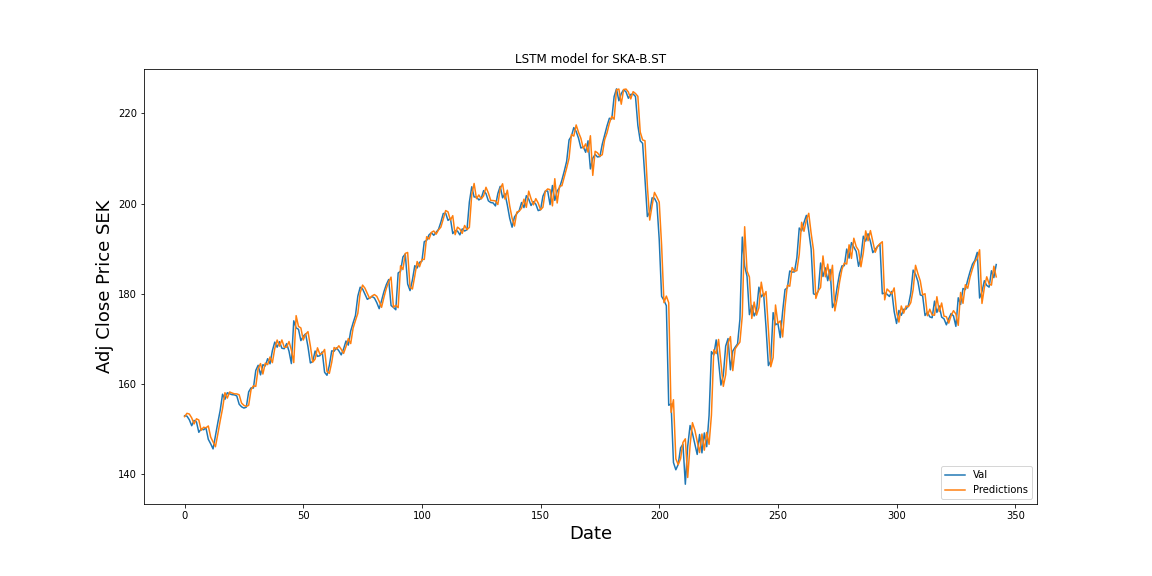 LSTM model for SKA-B.ST
Adj Close Price SEK
220
200
180
160
140
0 50 100 150 200 250 300 350
Date
Val
Predictions